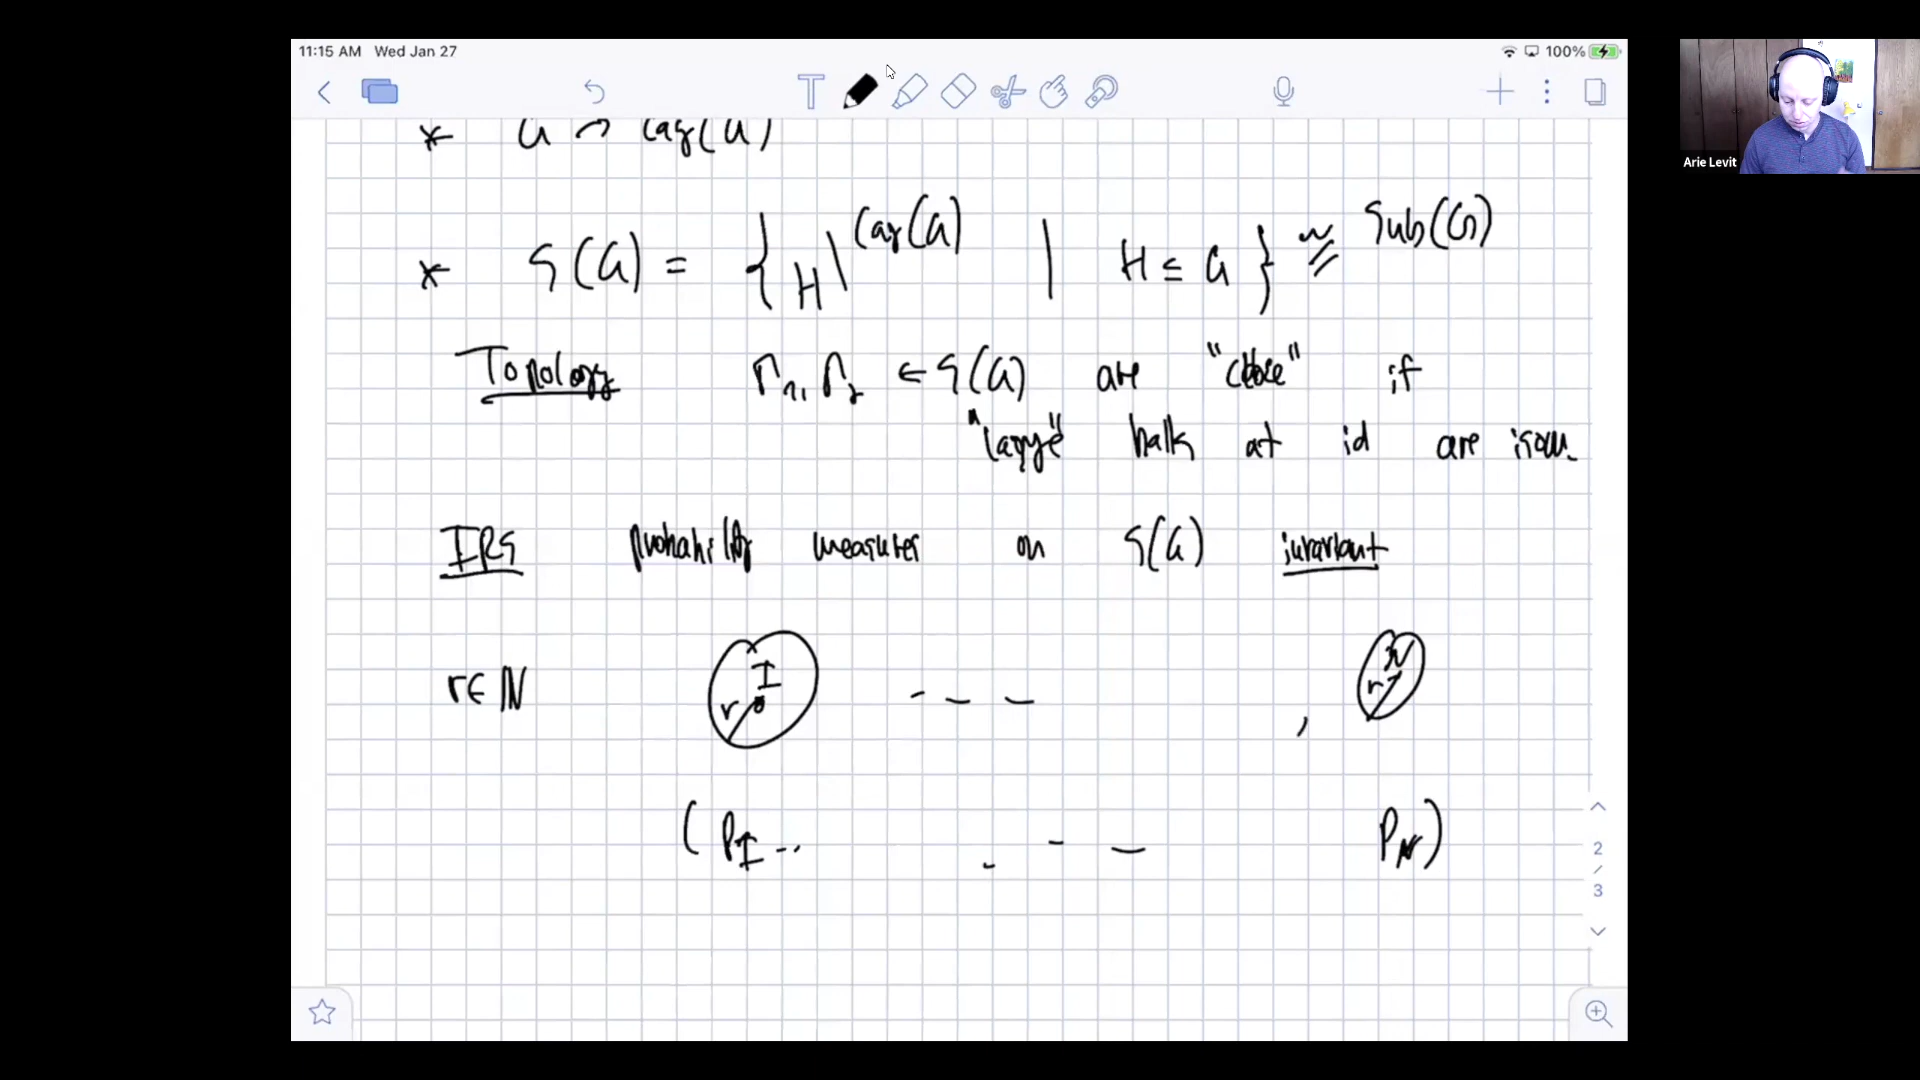 11:15 AM Wed Jan 27
100%
T
* G ↷ Cay(G)
* S(G) = { H\ Cay(G) | H ≤ G } ≅ Sub(G)
Topology Γ1, Γ2 ∈ S(G) are "close" if
"large" balls at id are isom.
IRS probability measures on S(G) invariant
r ∈ ℕ I r - - - , N r
( P_I .. . - - P_N )
2
/
3
Arie Levit